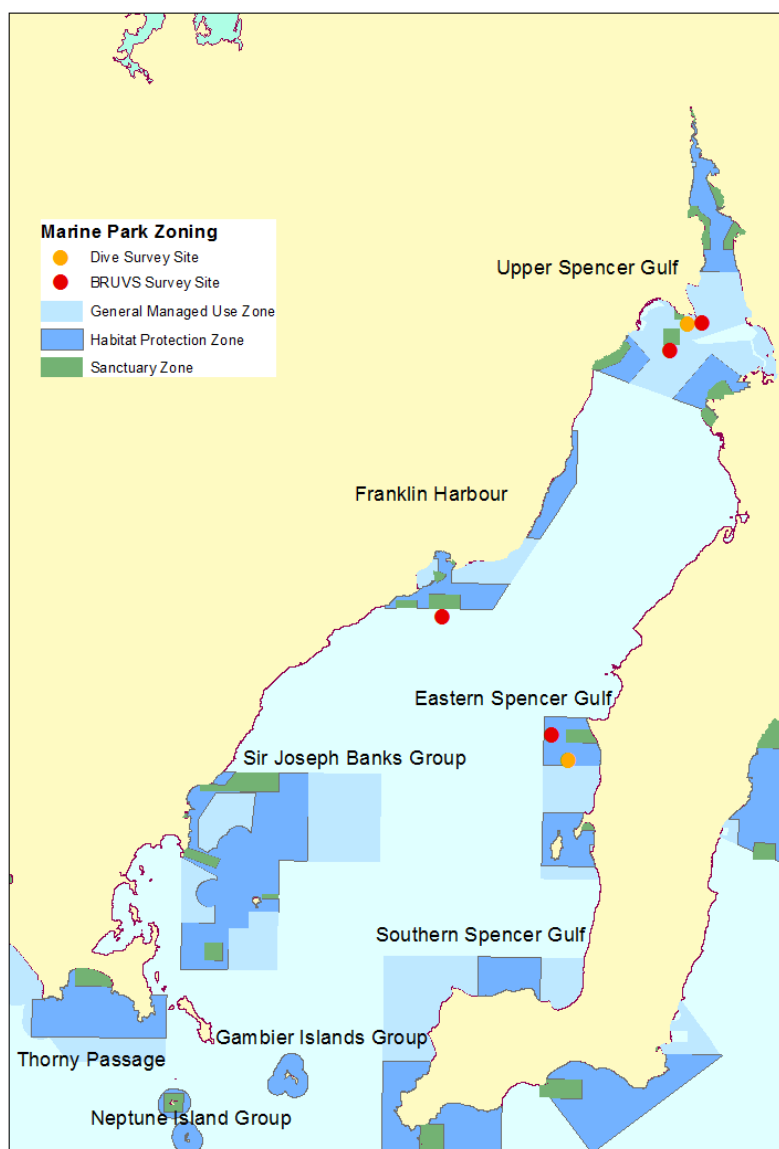 Marine Park Zoning
Dive Survey Site
BRUVS Survey Site
General Managed Use Zone
Habitat Protection Zone
Sanctuary Zone
Upper Spencer Gulf
Franklin Harbour
Eastern Spencer Gulf
Sir Joseph Banks Group
Southern Spencer Gulf
Gambier Islands Group
Thorny Passage
Neptune Island Group